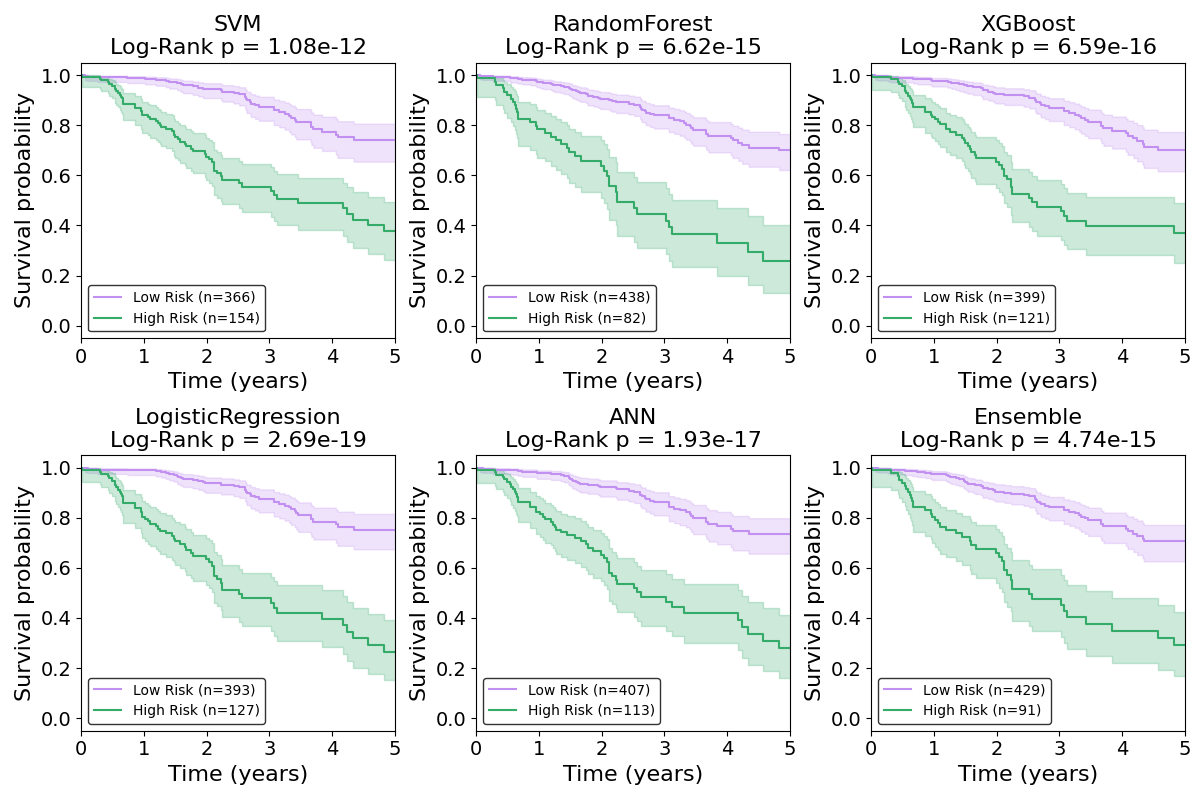 SVM
Log-Rank p = 1.08e-12
Survival probability
1.0
0.8
0.6
0.4
0.2
0.0
Low Risk (n=366)
High Risk (n=154)
0 1 2 3 4 5
Time (years)
RandomForest
Log-Rank p = 6.62e-15
Survival probability
1.0
0.8
0.6
0.4
0.2
0.0
Low Risk (n=438)
High Risk (n=82)
0 1 2 3 4 5
Time (years)
XGBoost
Log-Rank p = 6.59e-16
Survival probability
1.0
0.8
0.6
0.4
0.2
0.0
Low Risk (n=399)
High Risk (n=121)
0 1 2 3 4 5
Time (years)
LogisticRegression
Log-Rank p = 2.69e-19
Survival probability
1.0
0.8
0.6
0.4
0.2
0.0
Low Risk (n=393)
High Risk (n=127)
0 1 2 3 4 5
Time (years)
ANN
Log-Rank p = 1.93e-17
Survival probability
1.0
0.8
0.6
0.4
0.2
0.0
Low Risk (n=407)
High Risk (n=113)
0 1 2 3 4 5
Time (years)
Ensemble
Log-Rank p = 4.74e-15
Survival probability
1.0
0.8
0.6
0.4
0.2
0.0
Low Risk (n=429)
High Risk (n=91)
0 1 2 3 4 5
Time (years)